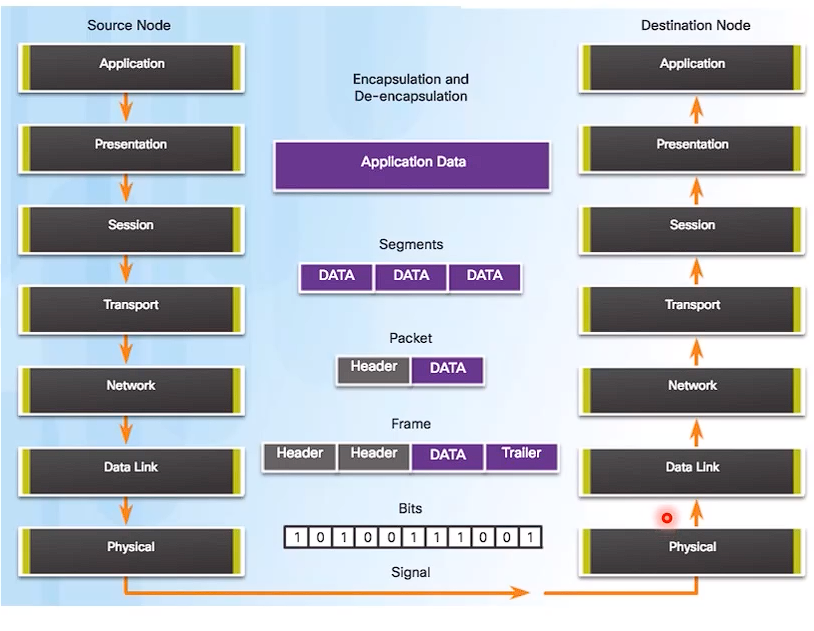 Source Node
Destination Node
Application
Application
Encapsulation and
De-encapsulation
Presentation
Application Data
Presentation
Session
Segments
Session
DATA DATA DATA
Transport
Transport
Packet
Header DATA
Network
Network
Frame
Header Header DATA Trailer
Data Link
Data Link
Bits
1 0 1 0 0 1 1 1 0 0 1
Physical
Physical
Signal